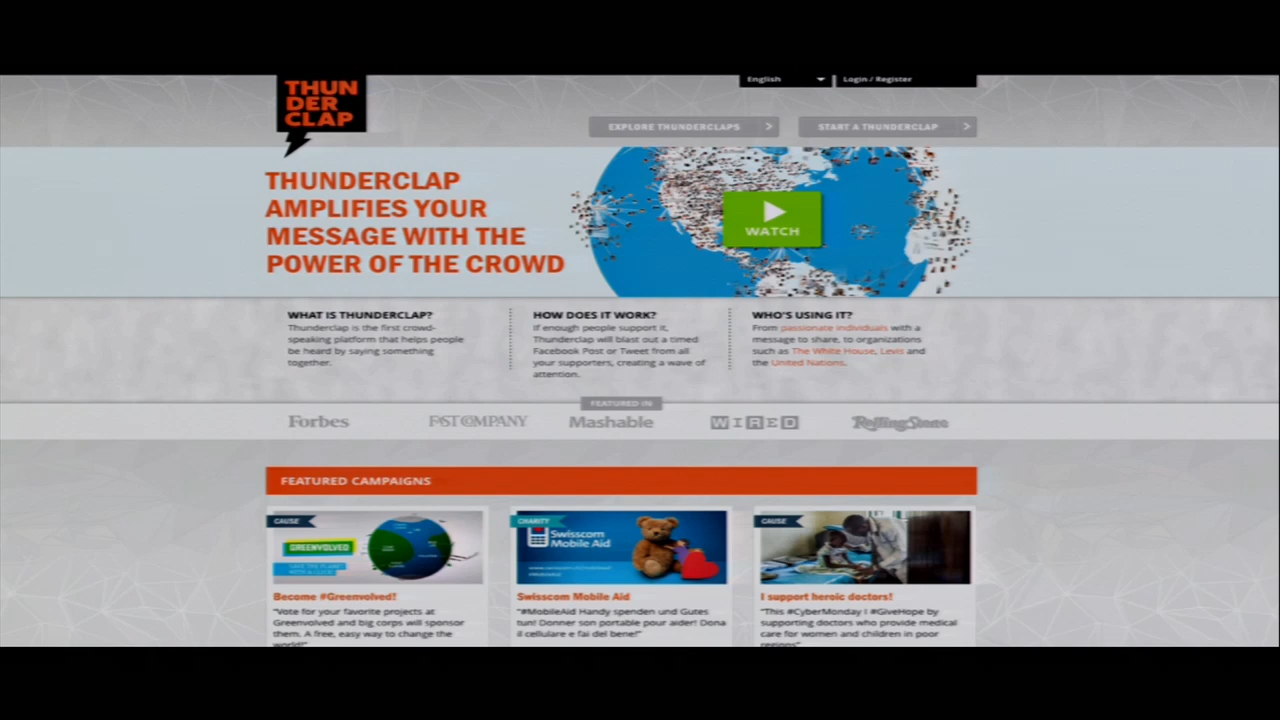 THUN
DER
CLAP
English
Login / Register
EXPLORE THUNDERCLAPS
START A THUNDERCLAP
THUNDERCLAP
AMPLIFIES YOUR
MESSAGE WITH THE
POWER OF THE CROWD
WATCH
WHAT IS THUNDERCLAP?
Thunderclap is the first crowd-
speaking platform that helps people
be heard by saying something
together.
HOW DOES IT WORK?
If enough people support it,
Thunderclap will blast out a timed
Facebook Post or Tweet from all
your supporters, creating a wave of
attention.
WHO'S USING IT?
From passionate individuals with a
message to share, to organizations
such as The White House, Levis and
the United Nations.
FEATURED IN
Forbes
FAST COMPANY
Mashable
WIRED
RollingStone
FEATURED CAMPAIGNS
CAUSE
GREENVOLVED
SAVE THE PLANET
WITH A CLICK
Become #Greenvolved!
"Vote for your favorite projects at
Greenvolved and big corps will sponsor
them. A free, easy way to change the
world!"
CHARITY
Swisscom
Mobile Aid
Swisscom Mobile Aid
"#MobileAid Handy spenden und Gutes
tun! Donner son portable pour aider! Dona
il cellulare e fai del bene!"
CAUSE
I support heroic doctors!
"This #CyberMonday I #GiveHope by
supporting doctors who provide medical
care for women and children in poor
regions"